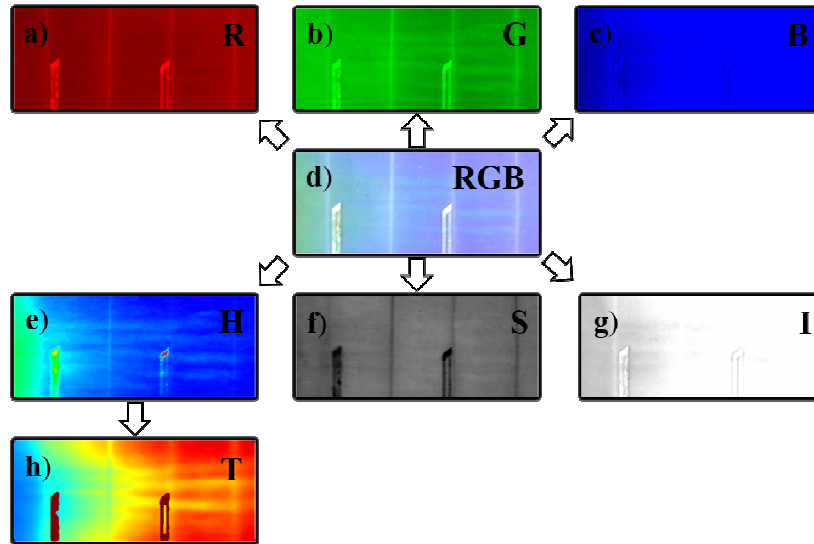 a) R
b) G
c) B
d) RGB
e) H
f) S
g) I
h) T